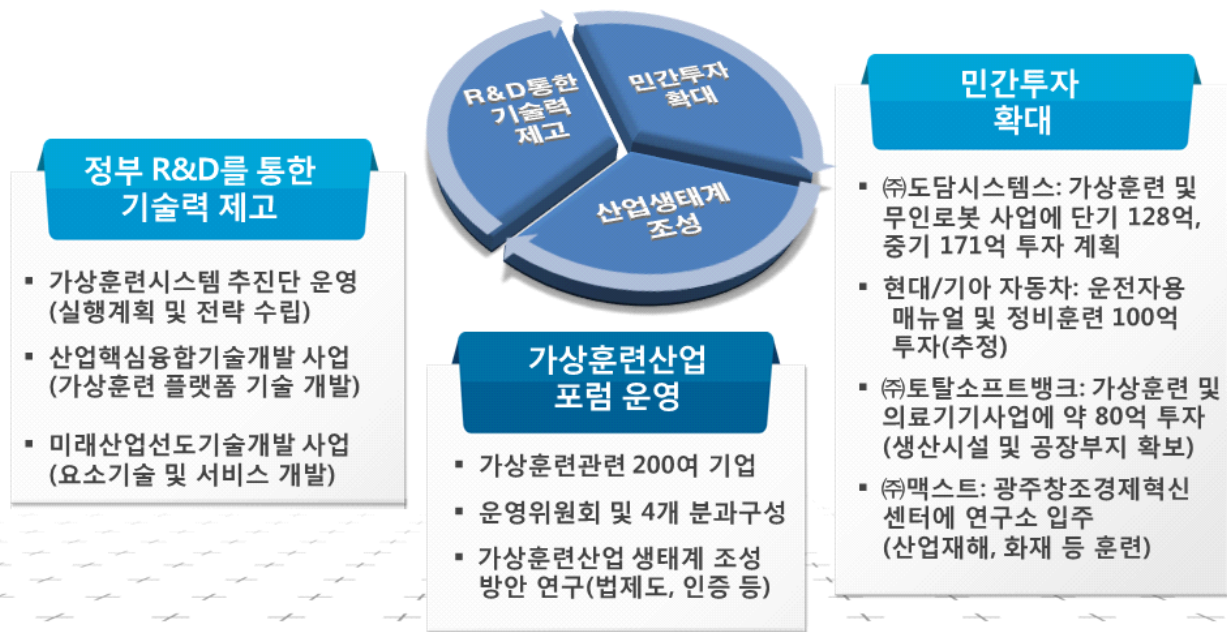 R&D통한
기술력
제고
민간투자
확대
산업생태계
조성
정부 R&D를 통한
기술력 제고
▪ 가상훈련시스템 추진단 운영
(실행계획 및 전략 수립)
▪ 산업핵심융합기술개발 사업
(가상훈련 플랫폼 기술 개발)
▪ 미래산업선도기술개발 사업
(요소기술 및 서비스 개발)
가상훈련산업
포럼 운영
▪ 가상훈련관련 200여 기업
▪ 운영위원회 및 4개 분과구성
▪ 가상훈련산업 생태계 조성
방안 연구(법제도, 인증 등)
민간투자
확대
▪ ㈜도담시스템스: 가상훈련 및
무인로봇 사업에 단기 128억,
중기 171억 투자 계획
▪ 현대/기아 자동차: 운전자용
매뉴얼 및 정비훈련 100억
투자(추정)
▪ ㈜토탈소프트뱅크: 가상훈련 및
의료기기사업에 약 80억 투자
(생산시설 및 공장부지 확보)
▪ ㈜맥스트: 광주창조경제혁신
센터에 연구소 입주
(산업재해, 화재 등 훈련)